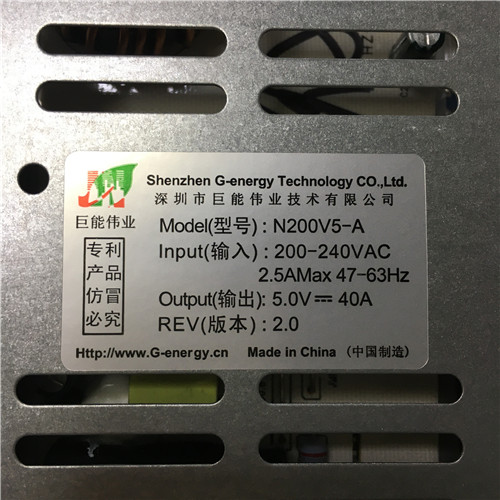 Shenzhen G-energy Technology CO.,Ltd.
深圳市巨能伟业技术有限公司
巨能伟业
Model(型号): N200V5-A
Input(输入): 200-240VAC
2.5AMax 47-63Hz
Output(输出): 5.0V⎓40A
REV(版本): 2.0
专利
产品
仿冒
必究
Http://www.G-energy.cn Made in China (中国制造)
ZH